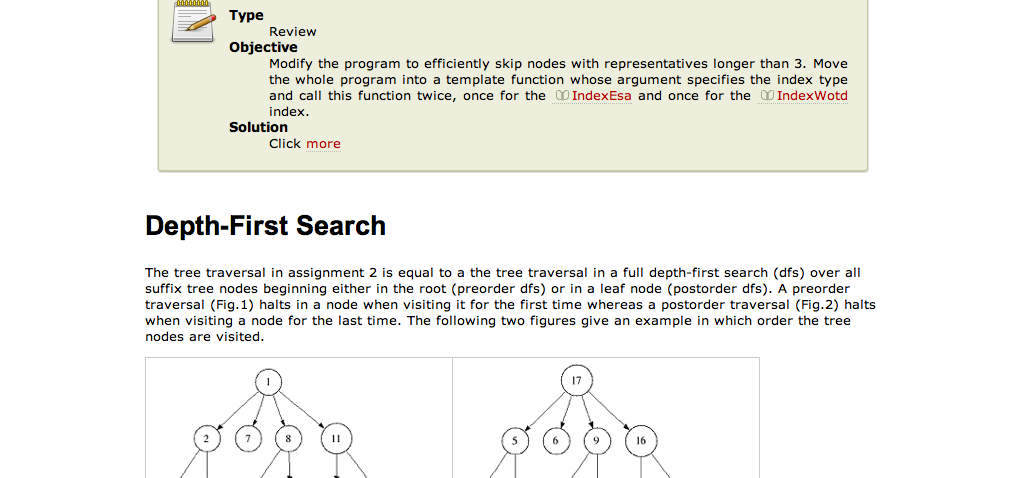 Type
Review
Objective
Modify the program to efficiently skip nodes with representatives longer than 3. Move
the whole program into a template function whose argument specifies the index type
and call this function twice, once for the IndexEsa and once for the IndexWotd
index.
Solution
Click more
Depth-First Search
The tree traversal in assignment 2 is equal to a the tree traversal in a full depth-first search (dfs) over all
suffix tree nodes beginning either in the root (preorder dfs) or in a leaf node (postorder dfs). A preorder
traversal (Fig.1) halts in a node when visiting it for the first time whereas a postorder traversal (Fig.2) halts
when visiting a node for the last time. The following two figures give an example in which order the tree
nodes are visited.
1
2 7 8 11
17
5 6 9 16